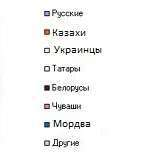 Русские
Казахи
Украинцы
Татары
Белорусы
Чуваши
Мордва
Другие